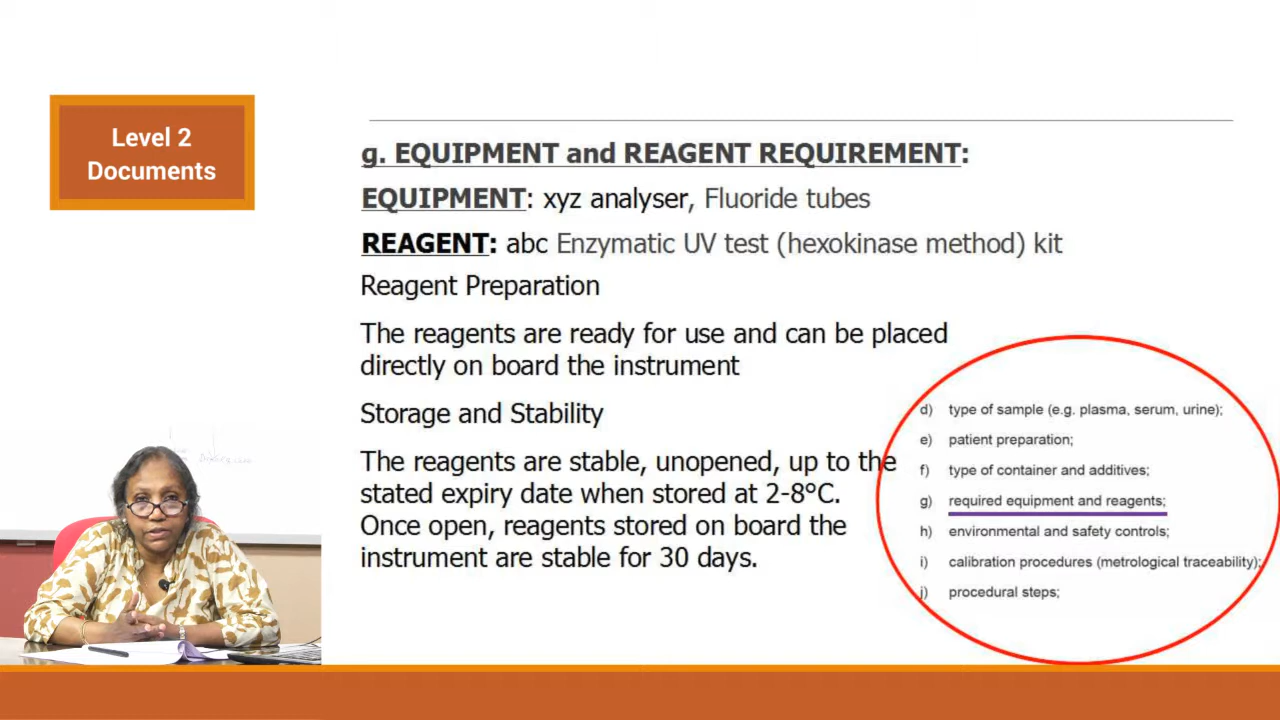 Level 2
Documents
g. EQUIPMENT and REAGENT REQUIREMENT:
EQUIPMENT: xyz analyser, Fluoride tubes
REAGENT: abc Enzymatic UV test (hexokinase method) kit
Reagent Preparation
The reagents are ready for use and can be placed
directly on board the instrument
Storage and Stability
The reagents are stable, unopened, up to the
stated expiry date when stored at 2-8°C.
Once open, reagents stored on board the
instrument are stable for 30 days.
d) type of sample (e.g. plasma, serum, urine);
e) patient preparation;
f) type of container and additives;
g) required equipment and reagents;
h) environmental and safety controls;
i) calibration procedures (metrological traceability);
j) procedural steps;